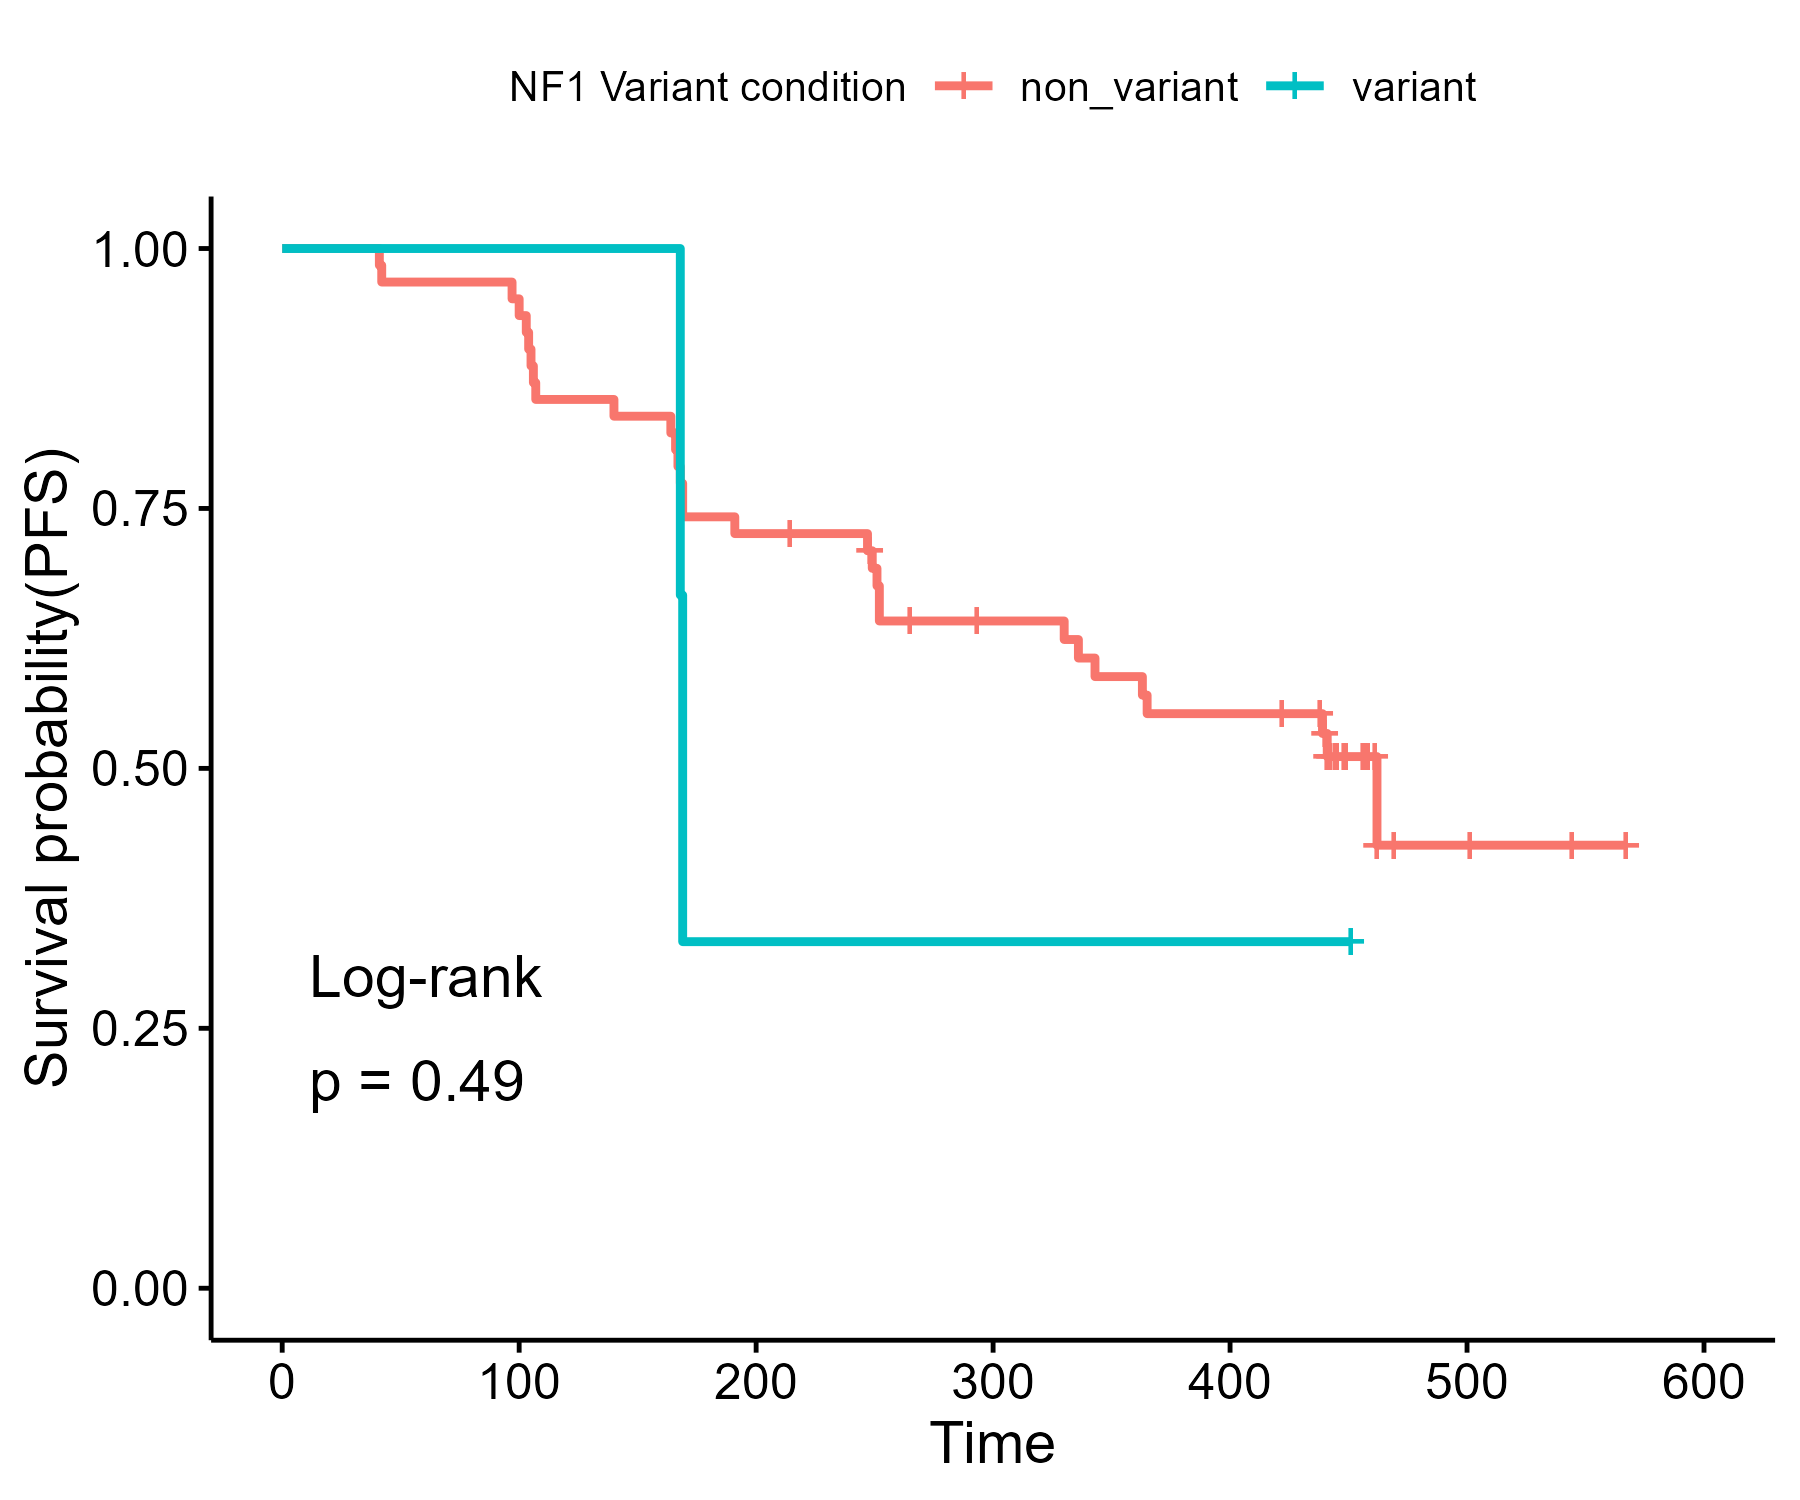 NF1 Variant condition non_variant variant
Survival probability(PFS)
1.00
0.75
0.50
0.25
0.00
Log-rank
p = 0.49
0 100 200 300 400 500 600
Time